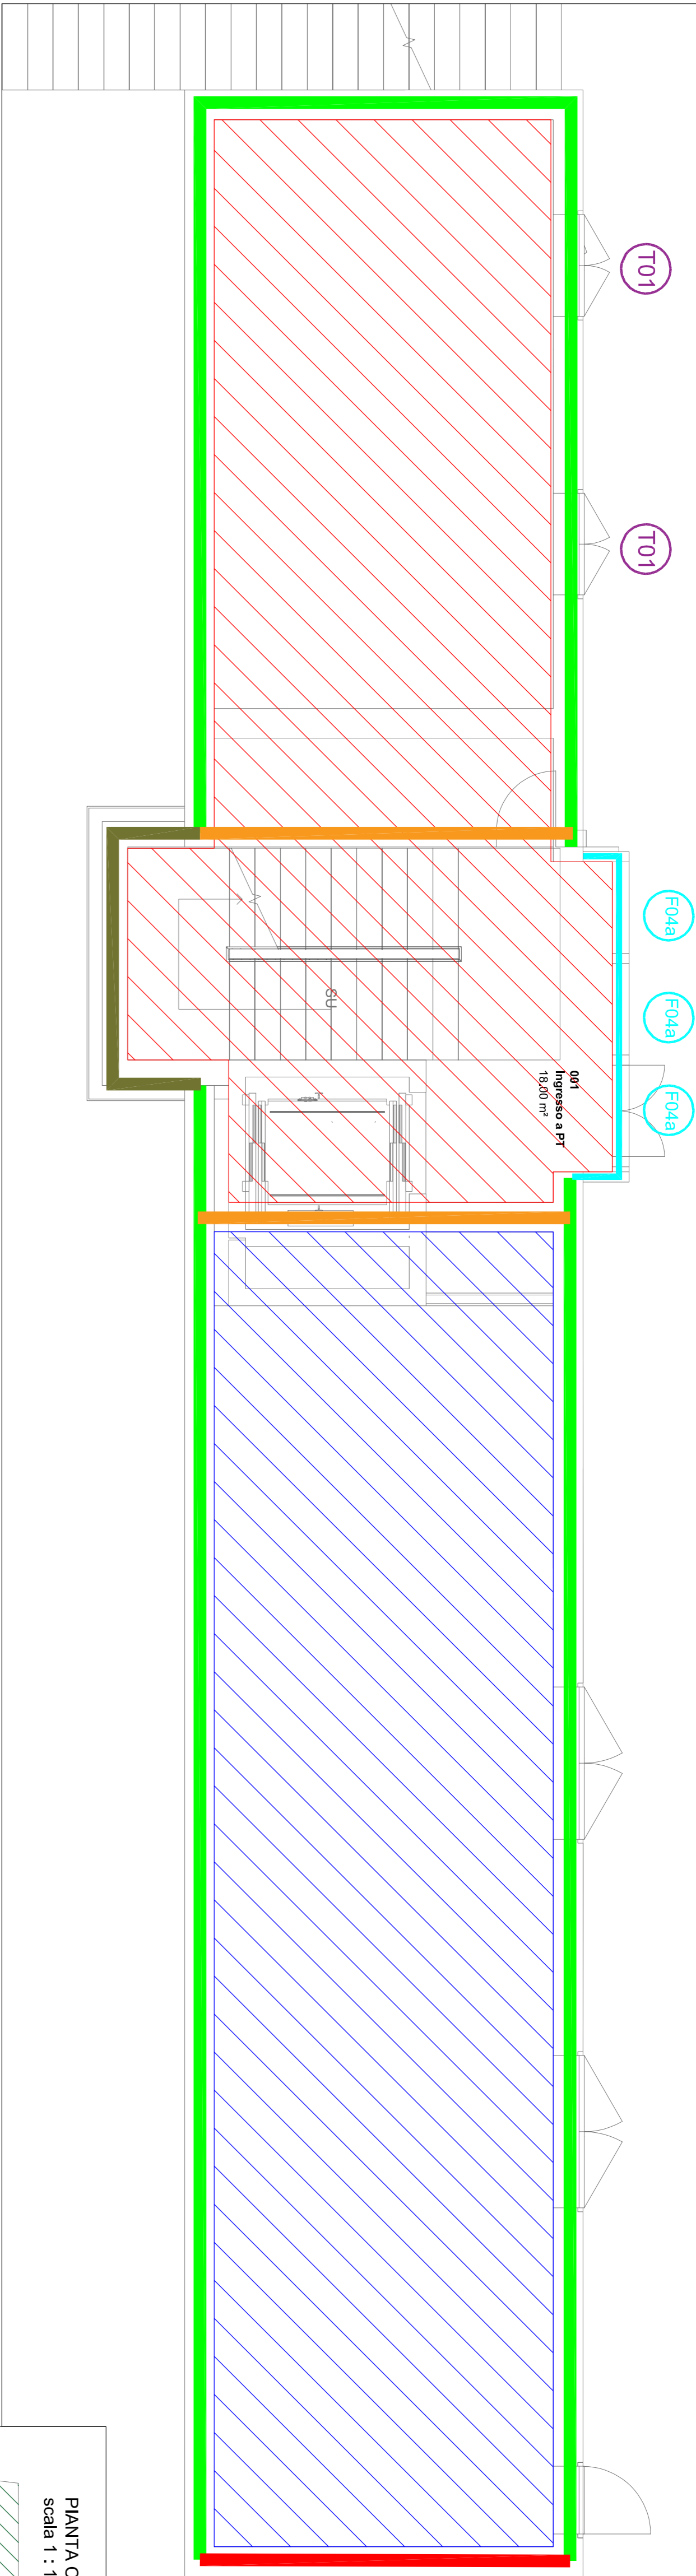 T01
T01
F04a
F04a
F04a
SU
001
Ingresso a PT
18.00 m²
PIANTA
scala 1 : 1